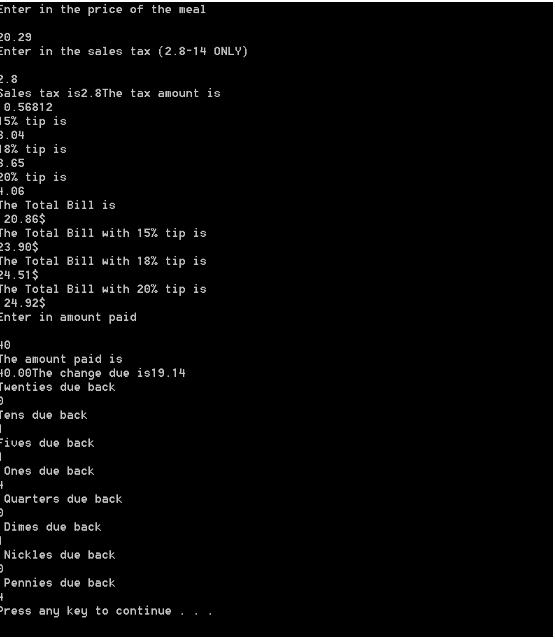 Enter in the price of the meal
20.29
Enter in the sales tax (2.8-14 ONLY)
2.8
Sales tax is2.8The tax amount is
0.56812
15% tip is
3.04
18% tip is
3.65
20% tip is
4.06
The Total Bill is
20.86$
The Total Bill with 15% tip is
23.90$
The Total Bill with 18% tip is
24.51$
The Total Bill with 20% tip is
24.92$
Enter in amount paid
40
The amount paid is
40.00The change due is19.14
Twenties due back
0
Tens due back
1
Fives due back
1
Ones due back
4
Quarters due back
0
Dimes due back
1
Nickles due back
0
Pennies due back
4
Press any key to continue . . .